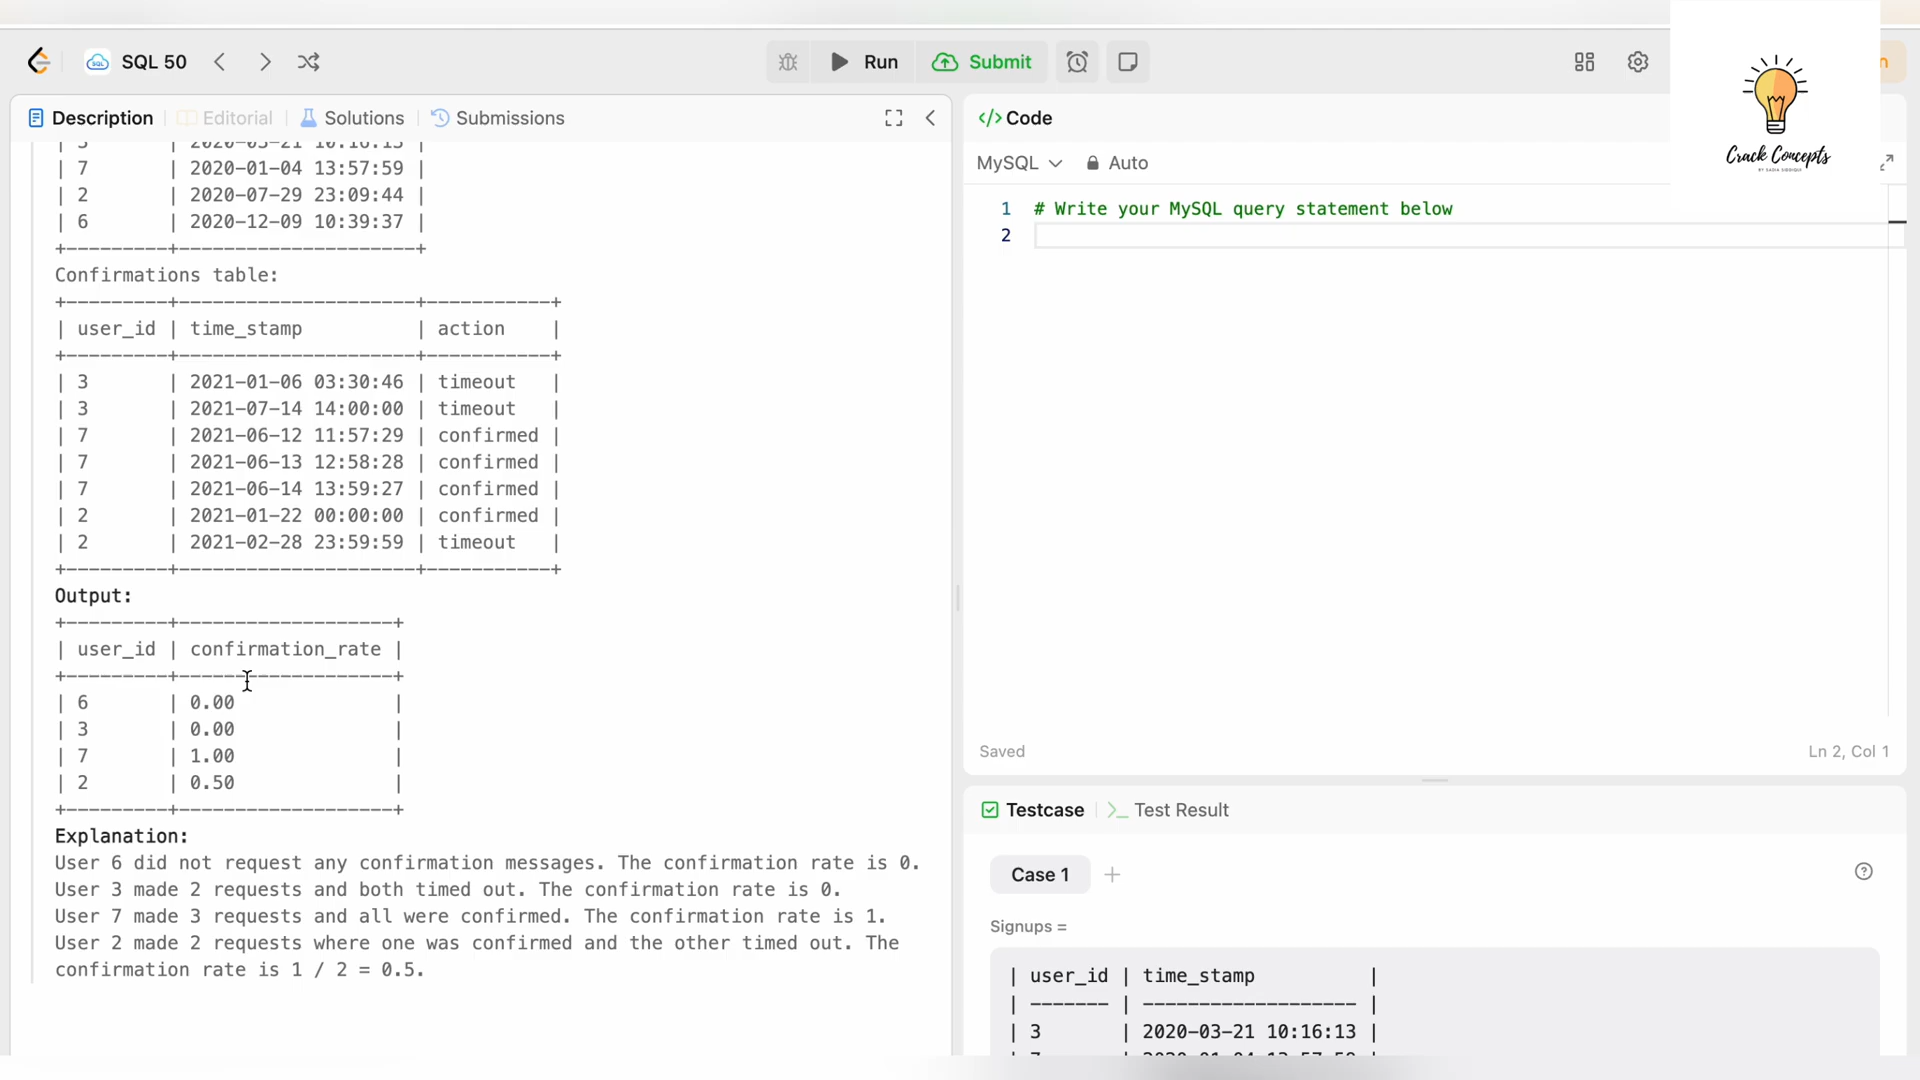 SQL 50
Run
Submit
Crack Concepts
Description | Editorial | Solutions | Submissions
</> Code
MySQL Auto
| 3 | 2020-03-21 10:16:13 |
| 7 | 2020-01-04 13:57:59 |
| 2 | 2020-07-29 23:09:44 |
| 6 | 2020-12-09 10:39:37 |
+---------+---------------------+
Confirmations table:
+---------+---------------------+-----------+
| user_id | time_stamp | action |
+---------+---------------------+-----------+
| 3 | 2021-01-06 03:30:46 | timeout |
| 3 | 2021-07-14 14:00:00 | timeout |
| 7 | 2021-06-12 11:57:29 | confirmed |
| 7 | 2021-06-13 12:58:28 | confirmed |
| 7 | 2021-06-14 13:59:27 | confirmed |
| 2 | 2021-01-22 00:00:00 | confirmed |
| 2 | 2021-02-28 23:59:59 | timeout |
+---------+---------------------+-----------+
Output:
+---------+-------------------+
| user_id | confirmation_rate |
+---------+-------------------+
| 6 | 0.00 |
| 3 | 0.00 |
| 7 | 1.00 |
| 2 | 0.50 |
+---------+-------------------+
Explanation:
User 6 did not request any confirmation messages. The confirmation rate is 0.
User 3 made 2 requests and both timed out. The confirmation rate is 0.
User 7 made 3 requests and all were confirmed. The confirmation rate is 1.
User 2 made 2 requests where one was confirmed and the other timed out. The
confirmation rate is 1 / 2 = 0.5.
1 # Write your MySQL query statement below
2
Saved
Ln 2, Col 1
Testcase | >_ Test Result
Case 1 +
Signups =
| user_id | time_stamp |
| ------- | ------------------- |
| 3 | 2020-03-21 10:16:13 |